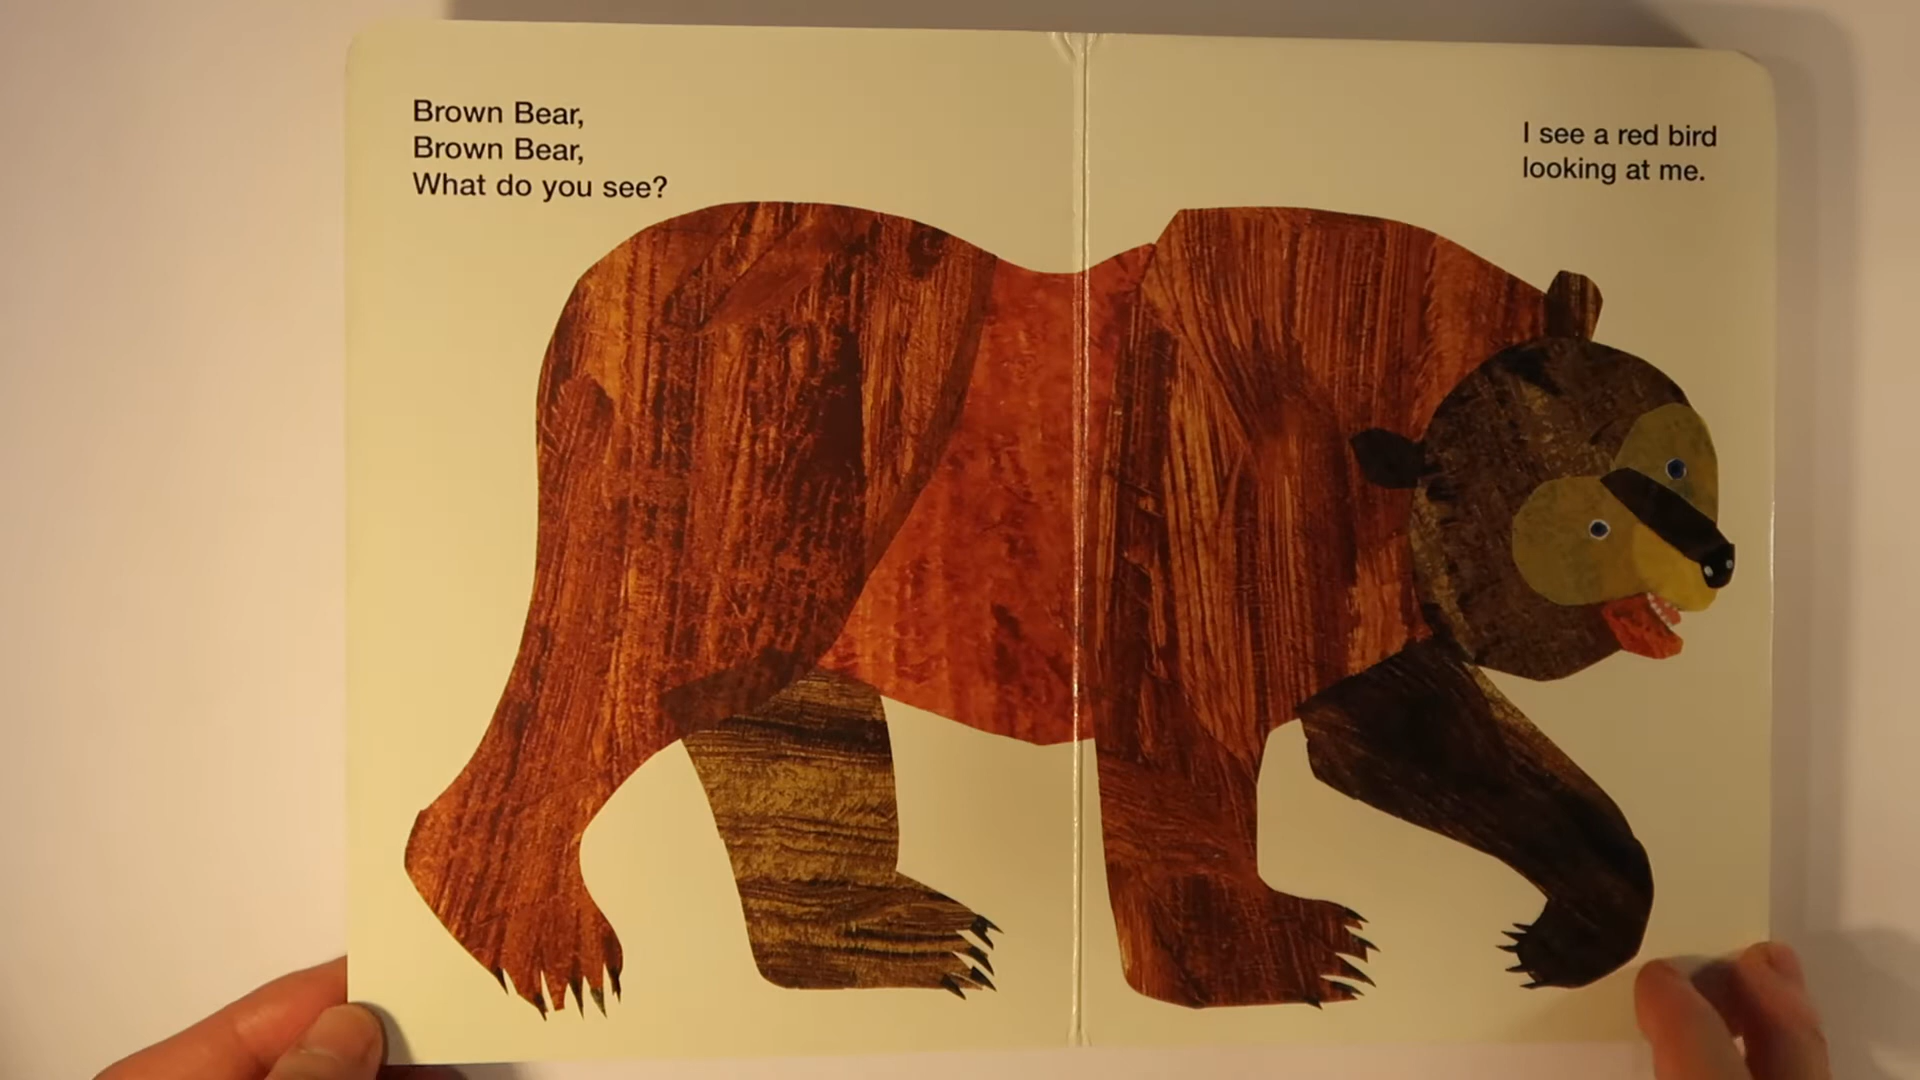 Brown Bear,
Brown Bear,
What do you see?
I see a red bird
looking at me.